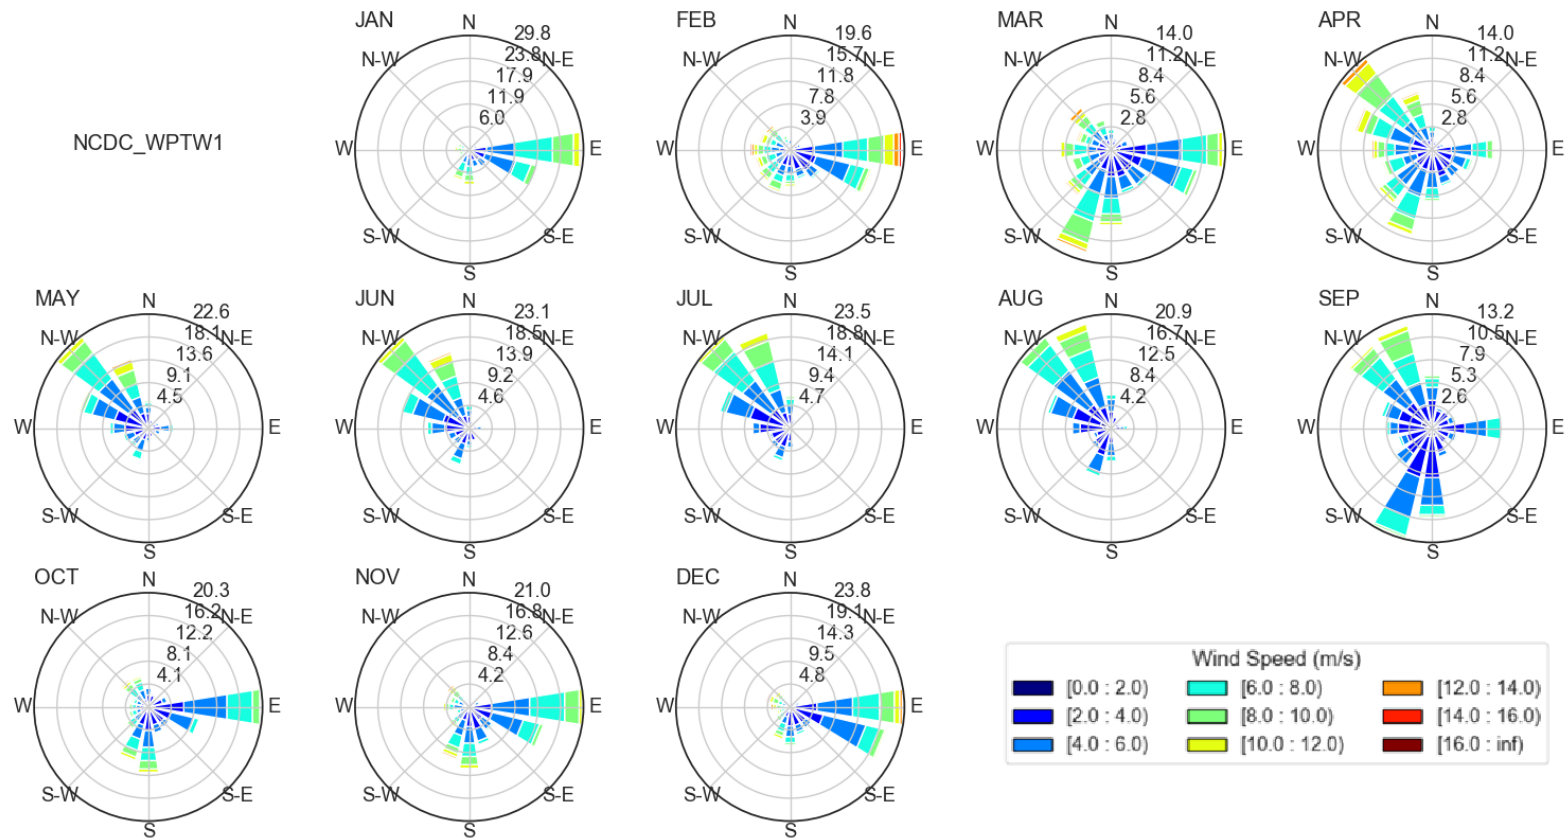 NCDC_WPTW1
JAN
N
N-E
E
S-E
S
S-W
W
N-W
29.8
23.8
17.9
11.9
6.0
FEB
N
N-E
E
S-E
S
S-W
W
N-W
19.6
15.7
11.8
7.8
3.9
MAR
N
N-E
E
S-E
S
S-W
W
N-W
14.0
11.2
8.4
5.6
2.8
APR
N
N-E
E
S-E
S
S-W
W
N-W
14.0
11.2
8.4
5.6
2.8
MAY
N
N-E
E
S-E
S
S-W
W
N-W
22.6
18.1
13.6
9.1
4.5
JUN
N
N-E
E
S-E
S
S-W
W
N-W
23.1
18.5
13.9
9.2
4.6
JUL
N
N-E
E
S-E
S
S-W
W
N-W
23.5
18.8
14.1
9.4
4.7
AUG
N
N-E
E
S-E
S
S-W
W
N-W
20.9
16.7
12.5
8.4
4.2
SEP
N
N-E
E
S-E
S
S-W
W
N-W
13.2
10.5
7.9
5.3
2.6
OCT
N
N-E
E
S-E
S
S-W
W
N-W
20.3
16.2
12.2
8.1
4.1
NOV
N
N-E
E
S-E
S
S-W
W
N-W
21.0
16.8
12.6
8.4
4.2
DEC
N
N-E
E
S-E
S
S-W
W
N-W
23.8
19.1
14.3
9.5
4.8
Wind Speed (m/s)
[0.0 : 2.0)
[2.0 : 4.0)
[4.0 : 6.0)
[6.0 : 8.0)
[8.0 : 10.0)
[10.0 : 12.0)
[12.0 : 14.0)
[14.0 : 16.0)
[16.0 : inf)